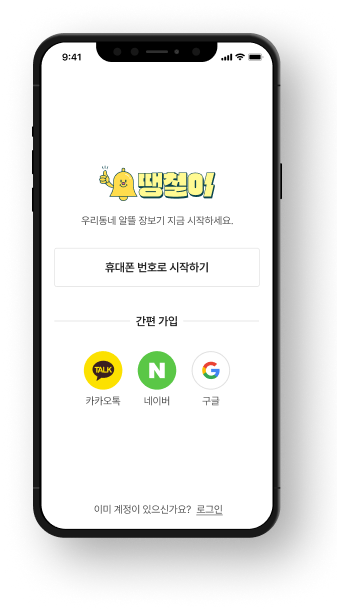 9:41
땡철이
우리동네 알뜰 장보기 지금 시작하세요.
휴대폰 번호로 시작하기
간편 가입
TALK
N
G
카카오톡
네이버
구글
이미 계정이 있으신가요? 로그인